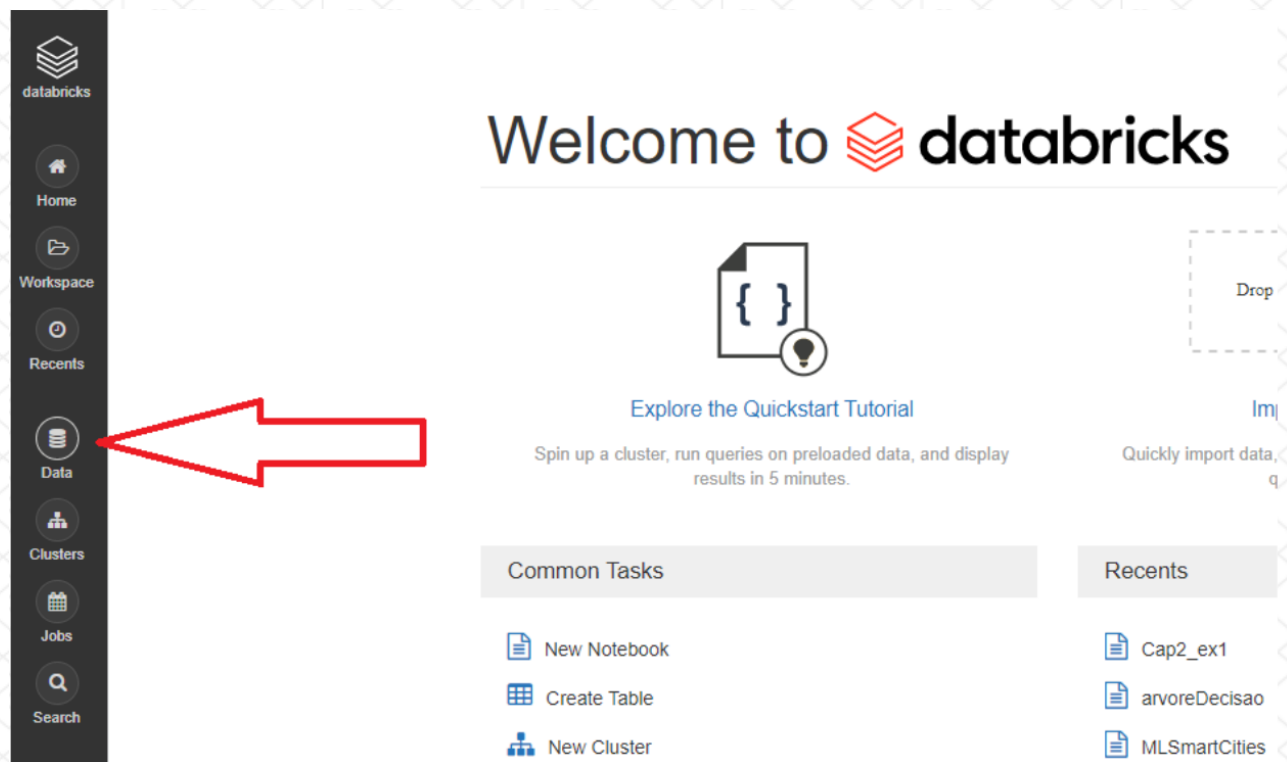 databricks
Home
Workspace
Recents
Data
Clusters
Jobs
Search
Welcome to databricks
{ }
Explore the Quickstart Tutorial
Spin up a cluster, run queries on preloaded data, and display
results in 5 minutes.
Drop
Im
Quickly import data,
q
Common Tasks
New Notebook
Create Table
New Cluster
Recents
Cap2_ex1
arvoreDecisao
MLSmartCities